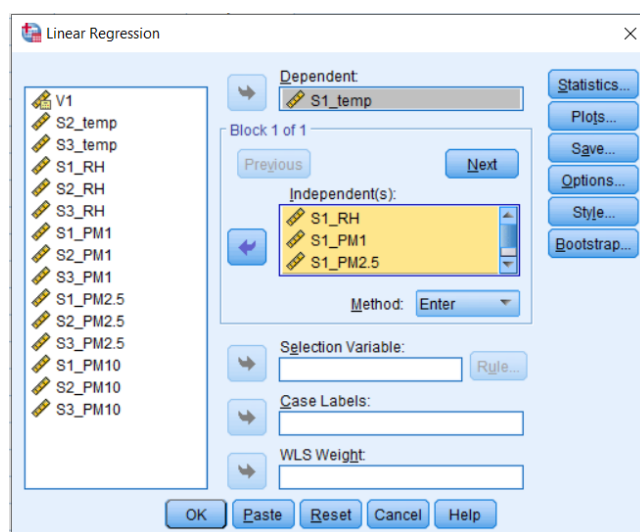 Linear Regression
V1
S2_temp
S3_temp
S1_RH
S2_RH
S3_RH
S1_PM1
S2_PM1
S3_PM1
S1_PM2.5
S2_PM2.5
S3_PM2.5
S1_PM10
S2_PM10
S3_PM10
Dependent:
S1_temp
Block 1 of 1
Previous
Next
Independent(s):
S1_RH
S1_PM1
S1_PM2.5
Method: Enter
Selection Variable:
Rule...
Case Labels:
WLS Weight:
Statistics...
Plots...
Save...
Options...
Style...
Bootstrap...
OK Paste Reset Cancel Help